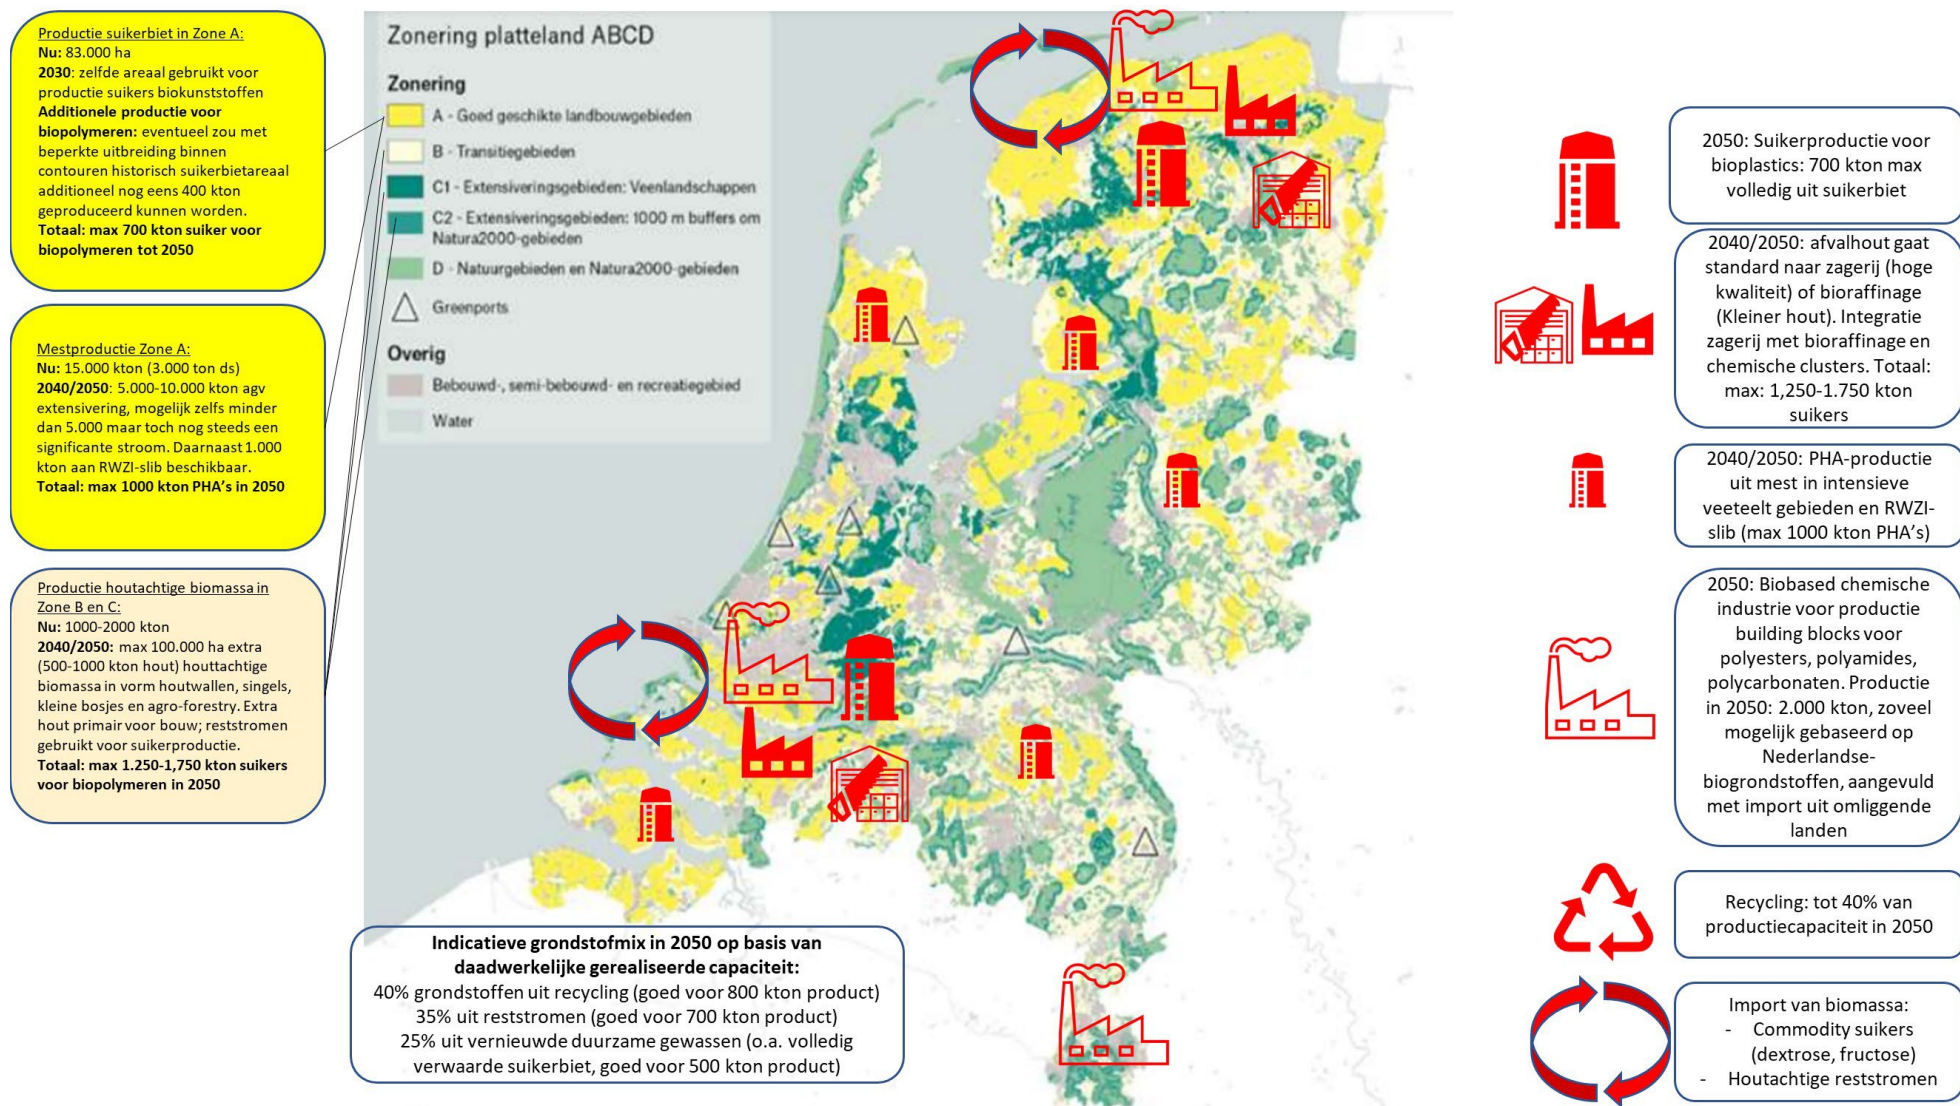 Productie suikerbiet in Zone A:
Nu: 83.000 ha
2030: zelfde areaal gebruikt voor
productie suikers biokunststoffen
Additionele productie voor
biopolymeren: eventueel zou met
beperkte uitbreiding binnen
contouren historisch suikerbietareaal
additioneel nog eens 400 kton
geproduceerd kunnen worden.
Totaal: max 700 kton suiker voor
biopolymeren tot 2050
Mestproductie Zone A:
Nu: 15.000 kton (3.000 ton ds)
2040/2050: 5.000-10.000 kton agv
extensivering, mogelijk zelfs minder
dan 5.000 maar toch nog steeds een
significante stroom. Daarnaast 1.000
kton aan RWZI-slib beschikbaar.
Totaal: max 1000 kton PHA's in 2050
Productie houtachtige biomassa in
Zone B en C:
Nu: 1000-2000 kton
2040/2050: max 100.000 ha extra
(500-1000 kton hout) houttachtige
biomassa in vorm houtwallen, singels,
kleine bosjes en agro-forestry. Extra
hout primair voor bouw; reststromen
gebruikt voor suikerproductie.
Totaal: max 1.250-1,750 kton suikers
voor biopolymeren in 2050
Zonering platteland ABCD
Zonering
A - Goed geschikte landbouwgebieden
B - Transitiegebieden
C1 - Extensiveringsgebieden: Veenlandschappen
C2 - Extensiveringsgebieden: 1000 m buffers om
Natura2000-gebieden
D - Natuurgebieden en Natura2000-gebieden
Greenports
Overig
Bebouwd-, semi-bebouwd- en recreatiegebied
Water
Indicatieve grondstofmix in 2050 op basis van
daadwerkelijke gerealiseerde capaciteit:
40% grondstoffen uit recycling (goed voor 800 kton product)
35% uit reststromen (goed voor 700 kton product)
25% uit vernieuwde duurzame gewassen (o.a. volledig
verwaarde suikerbiet, goed voor 500 kton product)
2050: Suikerproductie voor
bioplastics: 700 kton max
volledig uit suikerbiet
2040/2050: afvalhout gaat
standard naar zagerij (hoge
kwaliteit) of bioraffinage
(Kleiner hout). Integratie
zagerij met bioraffinage en
chemische clusters. Totaal:
max: 1,250-1.750 kton
suikers
2040/2050: PHA-productie
uit mest in intensieve
veeteelt gebieden en RWZI-
slib (max 1000 kton PHA's)
2050: Biobased chemische
industrie voor productie
building blocks voor
polyesters, polyamides,
polycarbonaten. Productie
in 2050: 2.000 kton, zoveel
mogelijk gebaseerd op
Nederlandse-
biogrondstoffen, aangevuld
met import uit omliggende
landen
Recycling: tot 40% van
productiecapaciteit in 2050
Import van biomassa:
- Commodity suikers
(dextrose, fructose)
- Houtachtige reststromen